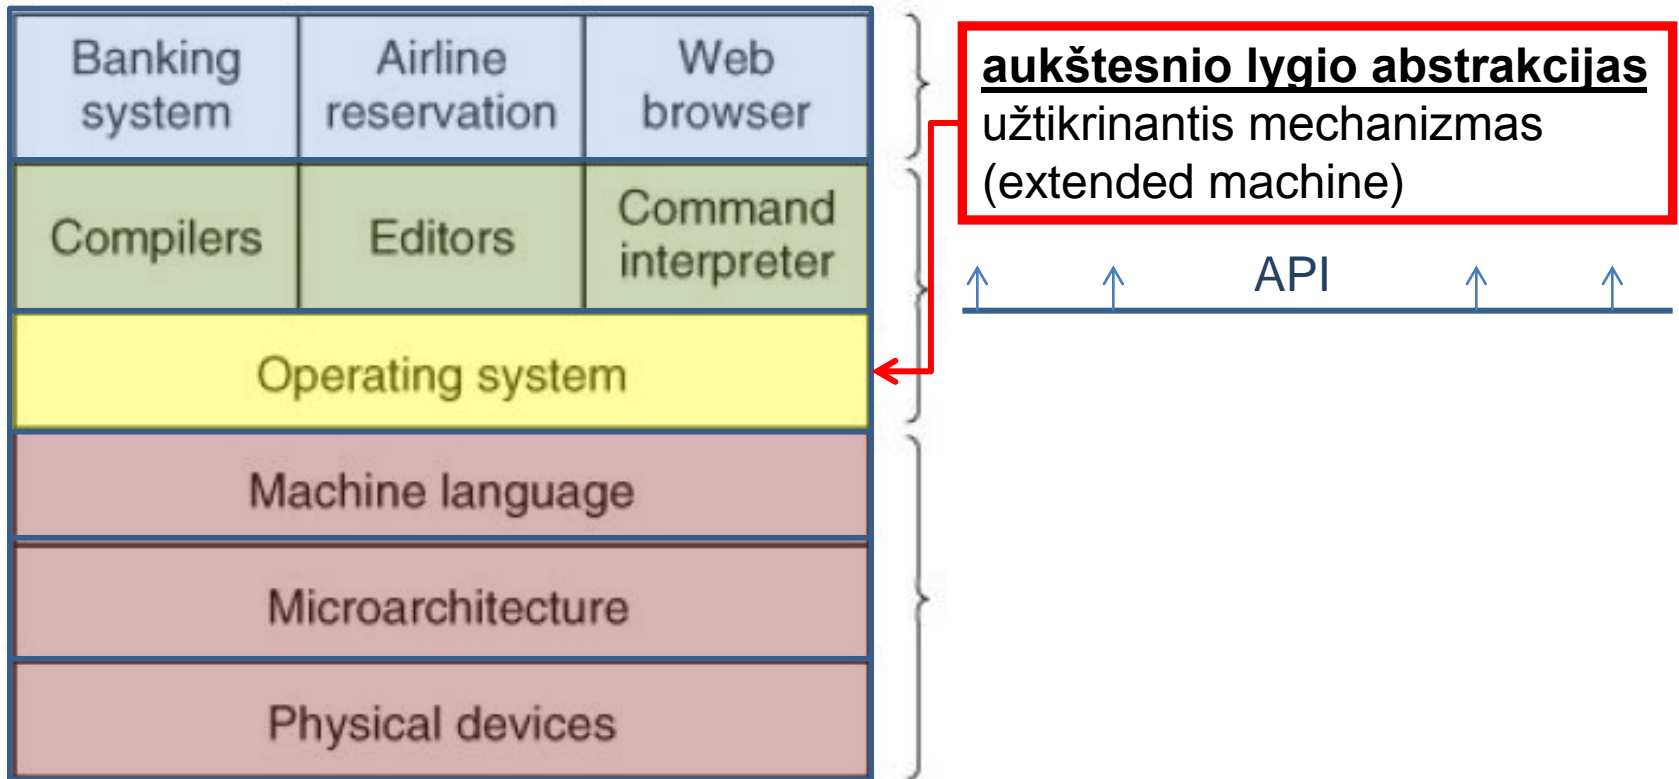 Banking
system
Airline
reservation
Web
browser
aukštesnio lygio abstrakcijas
užtikrinantis mechanizmas
(extended machine)
Compilers
Editors
Command
interpreter
API
Operating system
Machine language
Microarchitecture
Physical devices